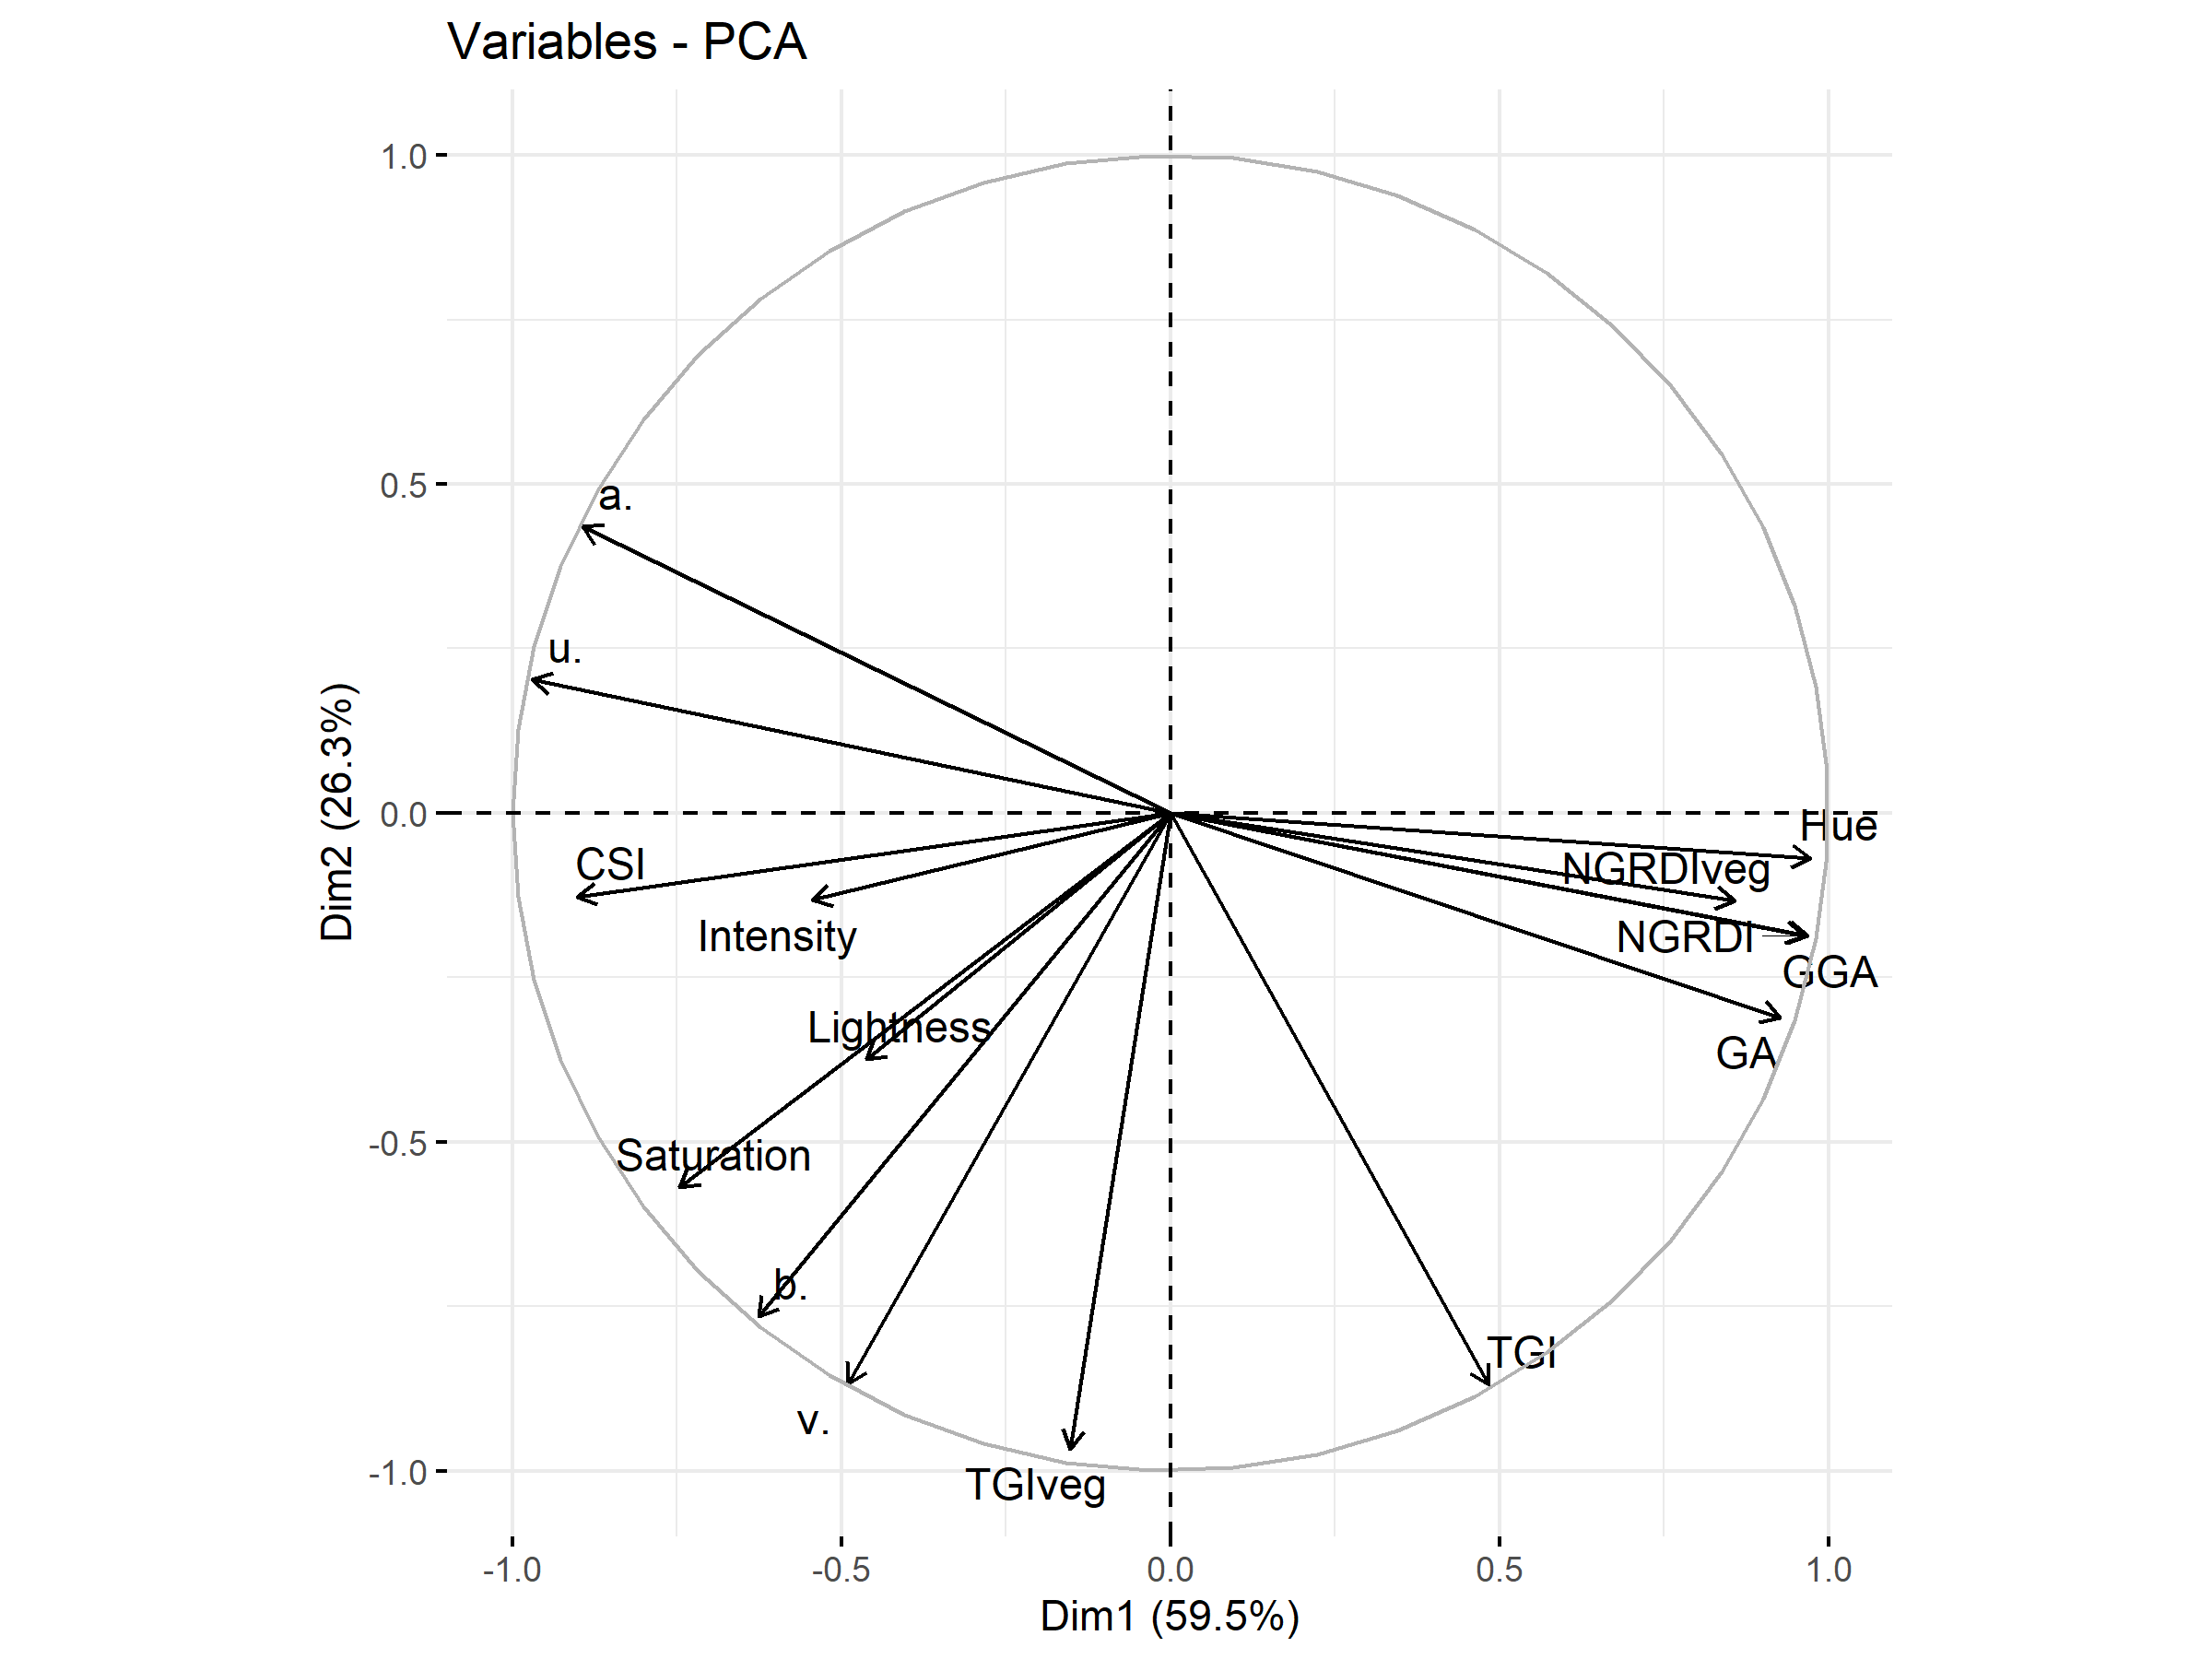 Variables - PCA
1.0
0.5
0.0
-0.5
-1.0
Dim2 (26.3%)
a.
u.
CSI
Intensity
Lightness
Saturation
b.
v.
TGIveg
TGI
Hue
NGRDIveg
NGRDI
GGA
GA
-1.0
-0.5
0.0
0.5
1.0
Dim1 (59.5%)